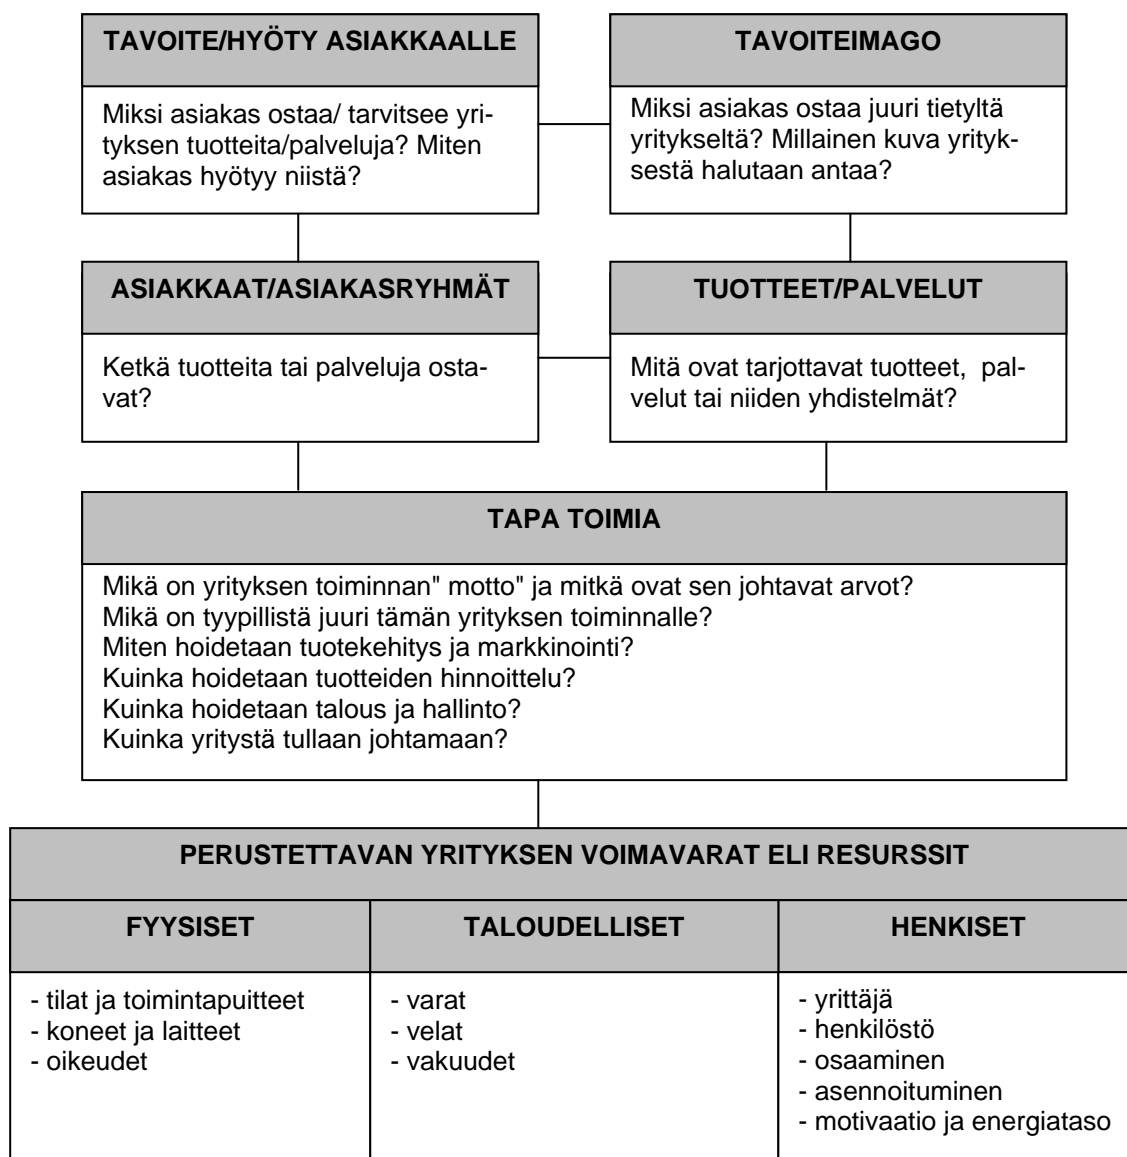 TAVOITE/HYÖTY ASIAKKAALLE
Miksi asiakas ostaa/ tarvitsee yri-
tyksen tuotteita/palveluja? Miten
asiakas hyötyy niistä?
TAVOITEIMAGO
Miksi asiakas ostaa juuri tietyltä
yritykseltä? Millainen kuva yrityk-
sestä halutaan antaa?
ASIAKKAAT/ASIAKASRYHMÄT
Ketkä tuotteita tai palveluja osta-
vat?
TUOTTEET/PALVELUT
Mitä ovat tarjottavat tuotteet,  pal-
velut tai niiden yhdistelmät?
TAPA TOIMIA
Mikä on yrityksen toiminnan" motto" ja mitkä ovat sen johtavat arvot?
Mikä on tyypillistä juuri tämän yrityksen toiminnalle?
Miten hoidetaan tuotekehitys ja markkinointi?
Kuinka hoidetaan tuotteiden hinnoittelu?
Kuinka hoidetaan talous ja hallinto?
Kuinka yritystä tullaan johtamaan?
PERUSTETTAVAN YRITYKSEN VOIMAVARAT ELI RESURSSIT
FYYSISET
- tilat ja toimintapuitteet
- koneet ja laitteet
- oikeudet
TALOUDELLISET
- varat
- velat
- vakuudet
HENKISET
- yrittäjä
- henkilöstö
- osaaminen
- asennoituminen
- motivaatio ja energiataso